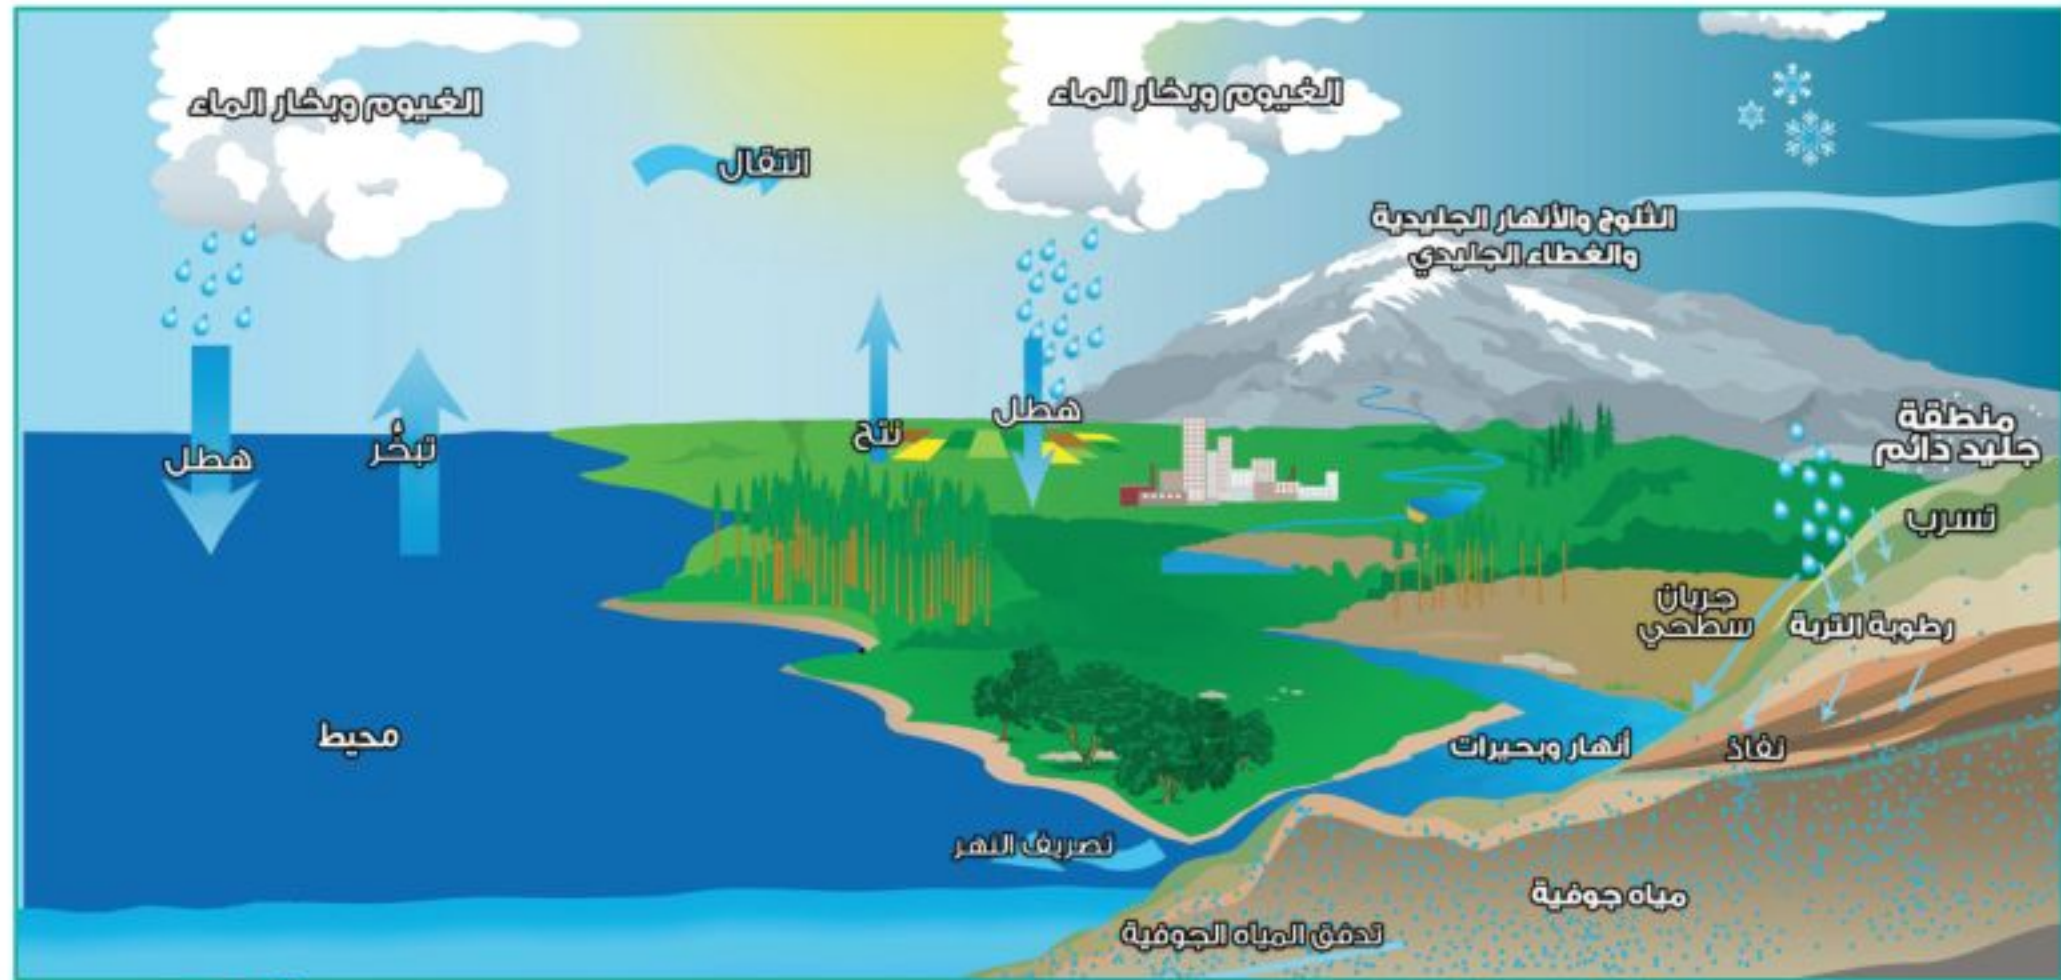 الغيوم وبخار الماء
الغيوم وبخار الماء
انتقال
الثلوج والأنهار الجليدية
والغطاء الجليدي
هطل
نتح
منطقة
جليد دائم
تبخُّر
هطل
تسرب
جريان
سطحي
رطوبة التربة
محيط
أنهار وبحيرات
نفاذ
تصريف النهر
مياه جوفية
تدفق المياه الجوفية